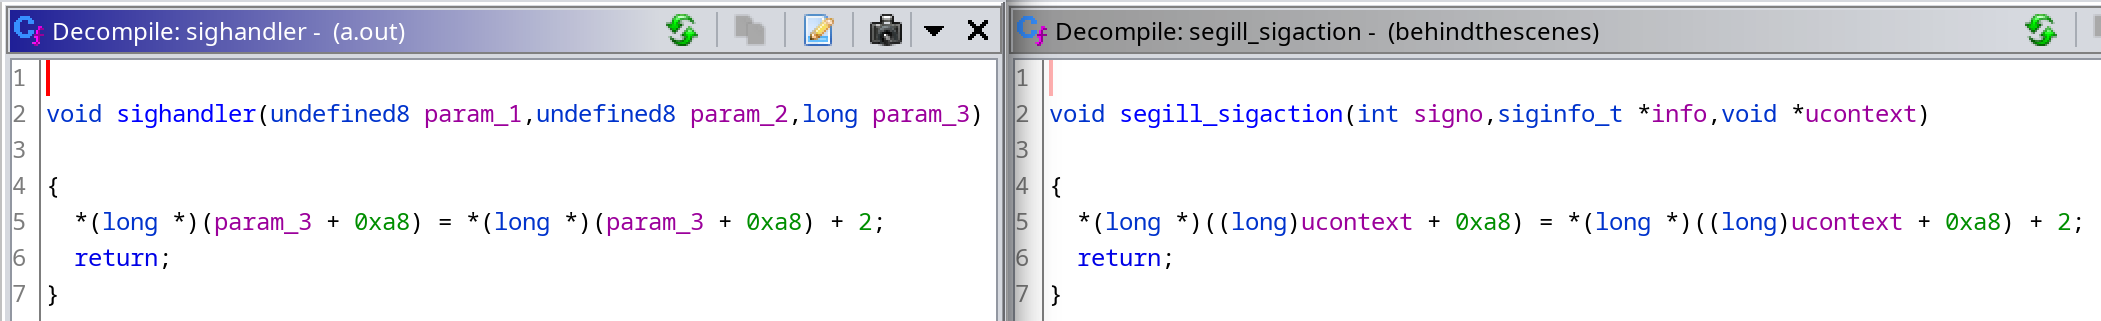 Decompile: sighandler - (a.out)
1
2 void sighandler(undefined8 param_1,undefined8 param_2,long param_3)
3
4 {
5   *(long *)(param_3 + 0xa8) = *(long *)(param_3 + 0xa8) + 2;
6   return;
7 }
Decompile: segill_sigaction - (behindthescenes)
1
2 void segill_sigaction(int signo,siginfo_t *info,void *ucontext)
3
4 {
5   *(long *)((long)ucontext + 0xa8) = *(long *)((long)ucontext + 0xa8) + 2;
6   return;
7 }